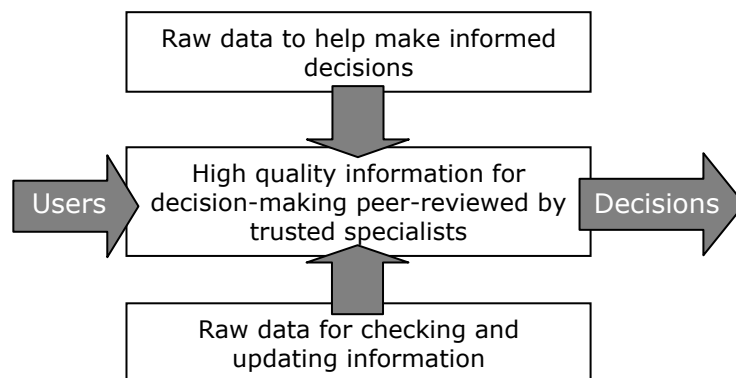 Raw data to help make informed
decisions
High quality information for
Users
decision-making peer-reviewed by
Decisions
trusted specialists
Raw data for checking and
updating information